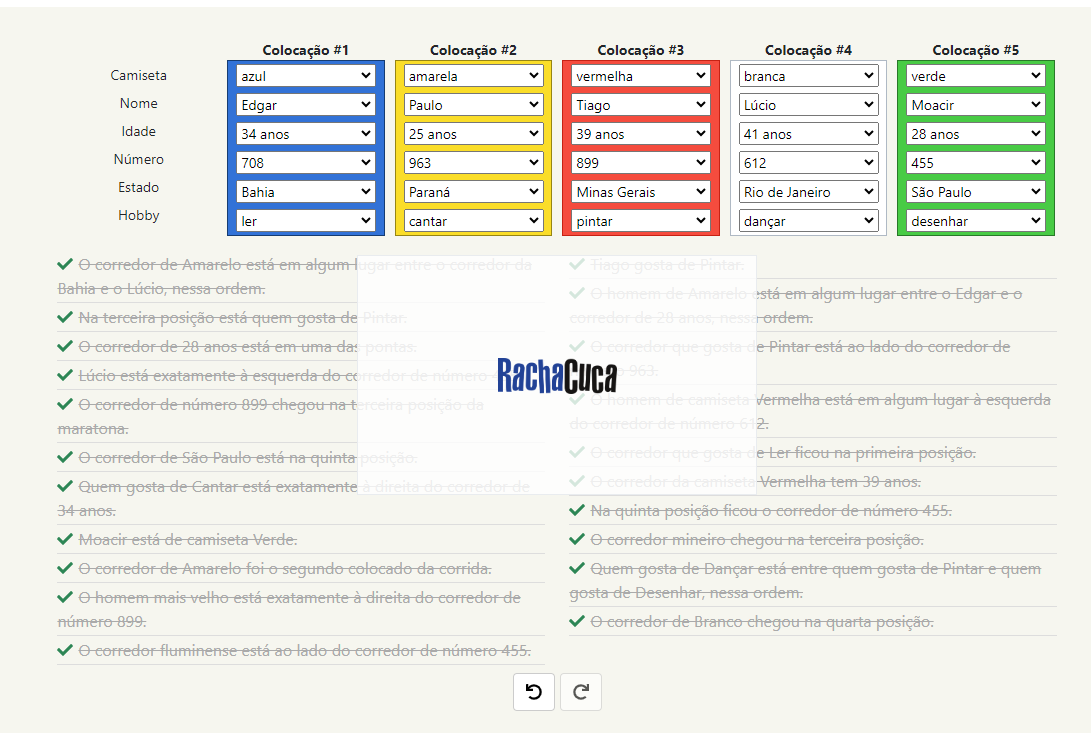 Colocação #1 Colocação #2 Colocação #3 Colocação #4 Colocação #5
Camiseta azul amarela vermelha branca verde
Nome Edgar Paulo Tiago Lúcio Moacir
Idade 34 anos 25 anos 39 anos 41 anos 28 anos
Número 708 963 899 612 455
Estado Bahia Paraná Minas Gerais Rio de Janeiro São Paulo
Hobby ler cantar pintar dançar desenhar
O corredor de Amarelo está em algum lugar entre o corredor da
Bahia e o Lúcio, nessa ordem.
Na terceira posição está quem gosta de Pintar.
O corredor de 28 anos está em uma das pontas.
Lúcio está exatamente à esquerda do corredor de número
O corredor de número 899 chegou na terceira posição da
maratona.
O corredor de São Paulo está na quinta posição.
Quem gosta de Cantar está exatamente à direita do corredor de
34 anos.
Moacir está de camiseta Verde.
O corredor de Amarelo foi o segundo colocado da corrida.
O homem mais velho está exatamente à direita do corredor de
número 899.
O corredor fluminense está ao lado do corredor de número 455.
Tiago gosta de Pintar.
O homem de Amarelo está em algum lugar entre o Edgar e o
corredor de 28 anos, nessa ordem.
O corredor que gosta de Pintar está ao lado do corredor de
963.
O homem de camiseta Vermelha está em algum lugar à esquerda
do corredor de número 612.
O corredor que gosta de Ler ficou na primeira posição.
O corredor da camiseta Vermelha tem 39 anos.
Na quinta posição ficou o corredor de número 455.
O corredor mineiro chegou na terceira posição.
Quem gosta de Dançar está entre quem gosta de Pintar e quem
gosta de Desenhar, nessa ordem.
O corredor de Branco chegou na quarta posição.
RachaCuca